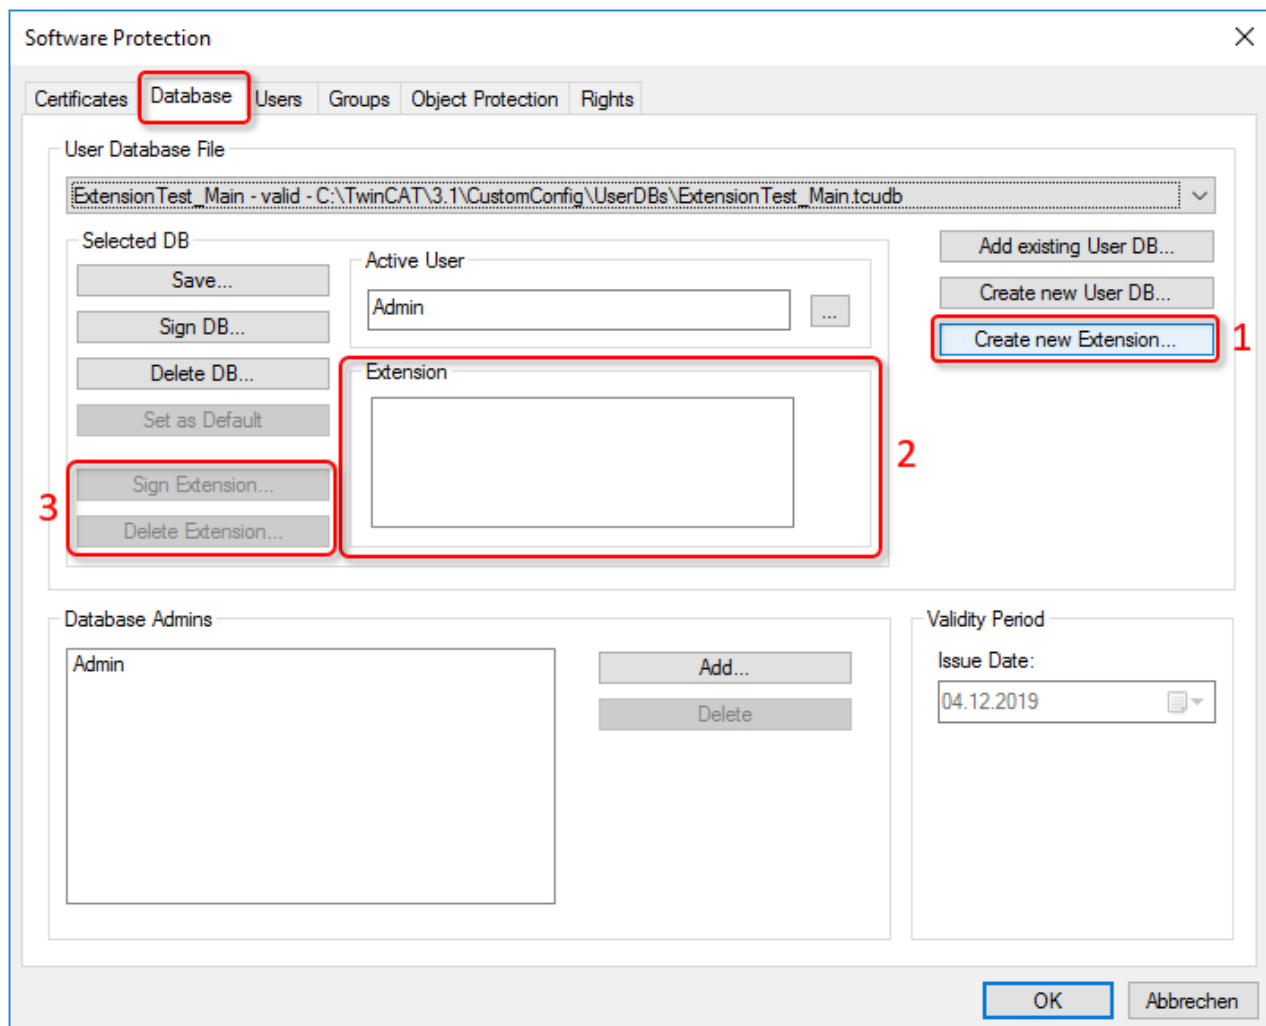 Software Protection
Certificates Database Users Groups Object Protection Rights
User Database File
ExtensionTest_Main - valid - C:\TwinCAT\3.1\CustomConfig\UserDBs\ExtensionTest_Main.tcudb
Selected DB
Save...
Sign DB...
Delete DB...
Set as Default
Sign Extension...
Delete Extension...
3
Active User
Admin
...
Extension
2
Add existing User DB...
Create new User DB...
Create new Extension...
1
Database Admins
Admin
Add...
Delete
Validity Period
Issue Date:
04.12.2019
OK
Abbrechen